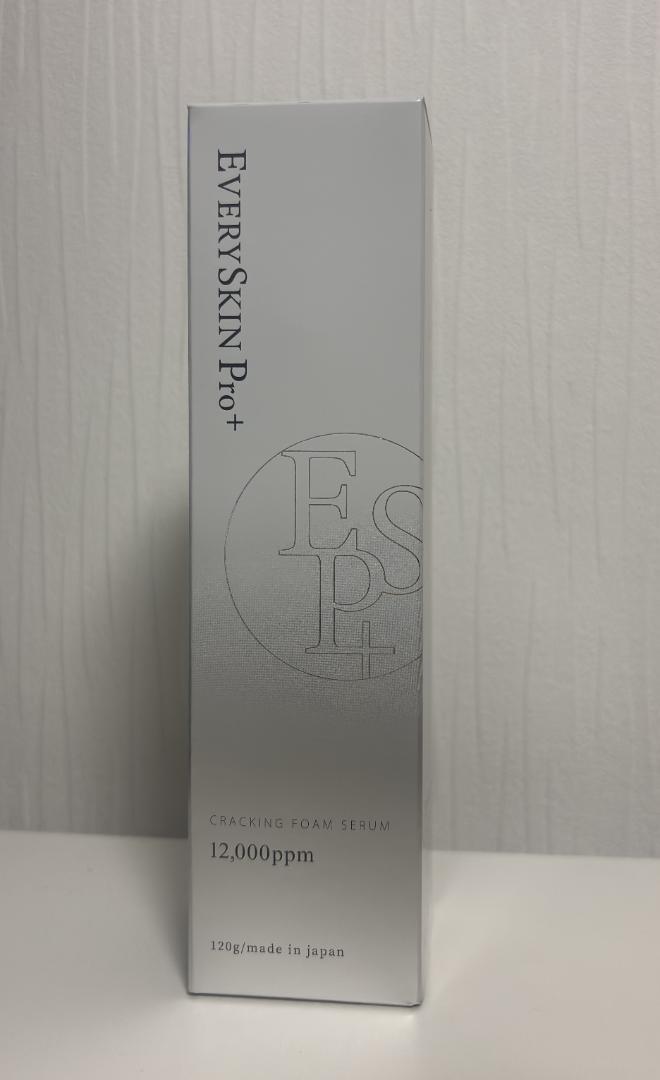 EVERYSKIN Pro+
ESP+
CRACKING FOAM SERUM
12,000ppm
120g/made in japan